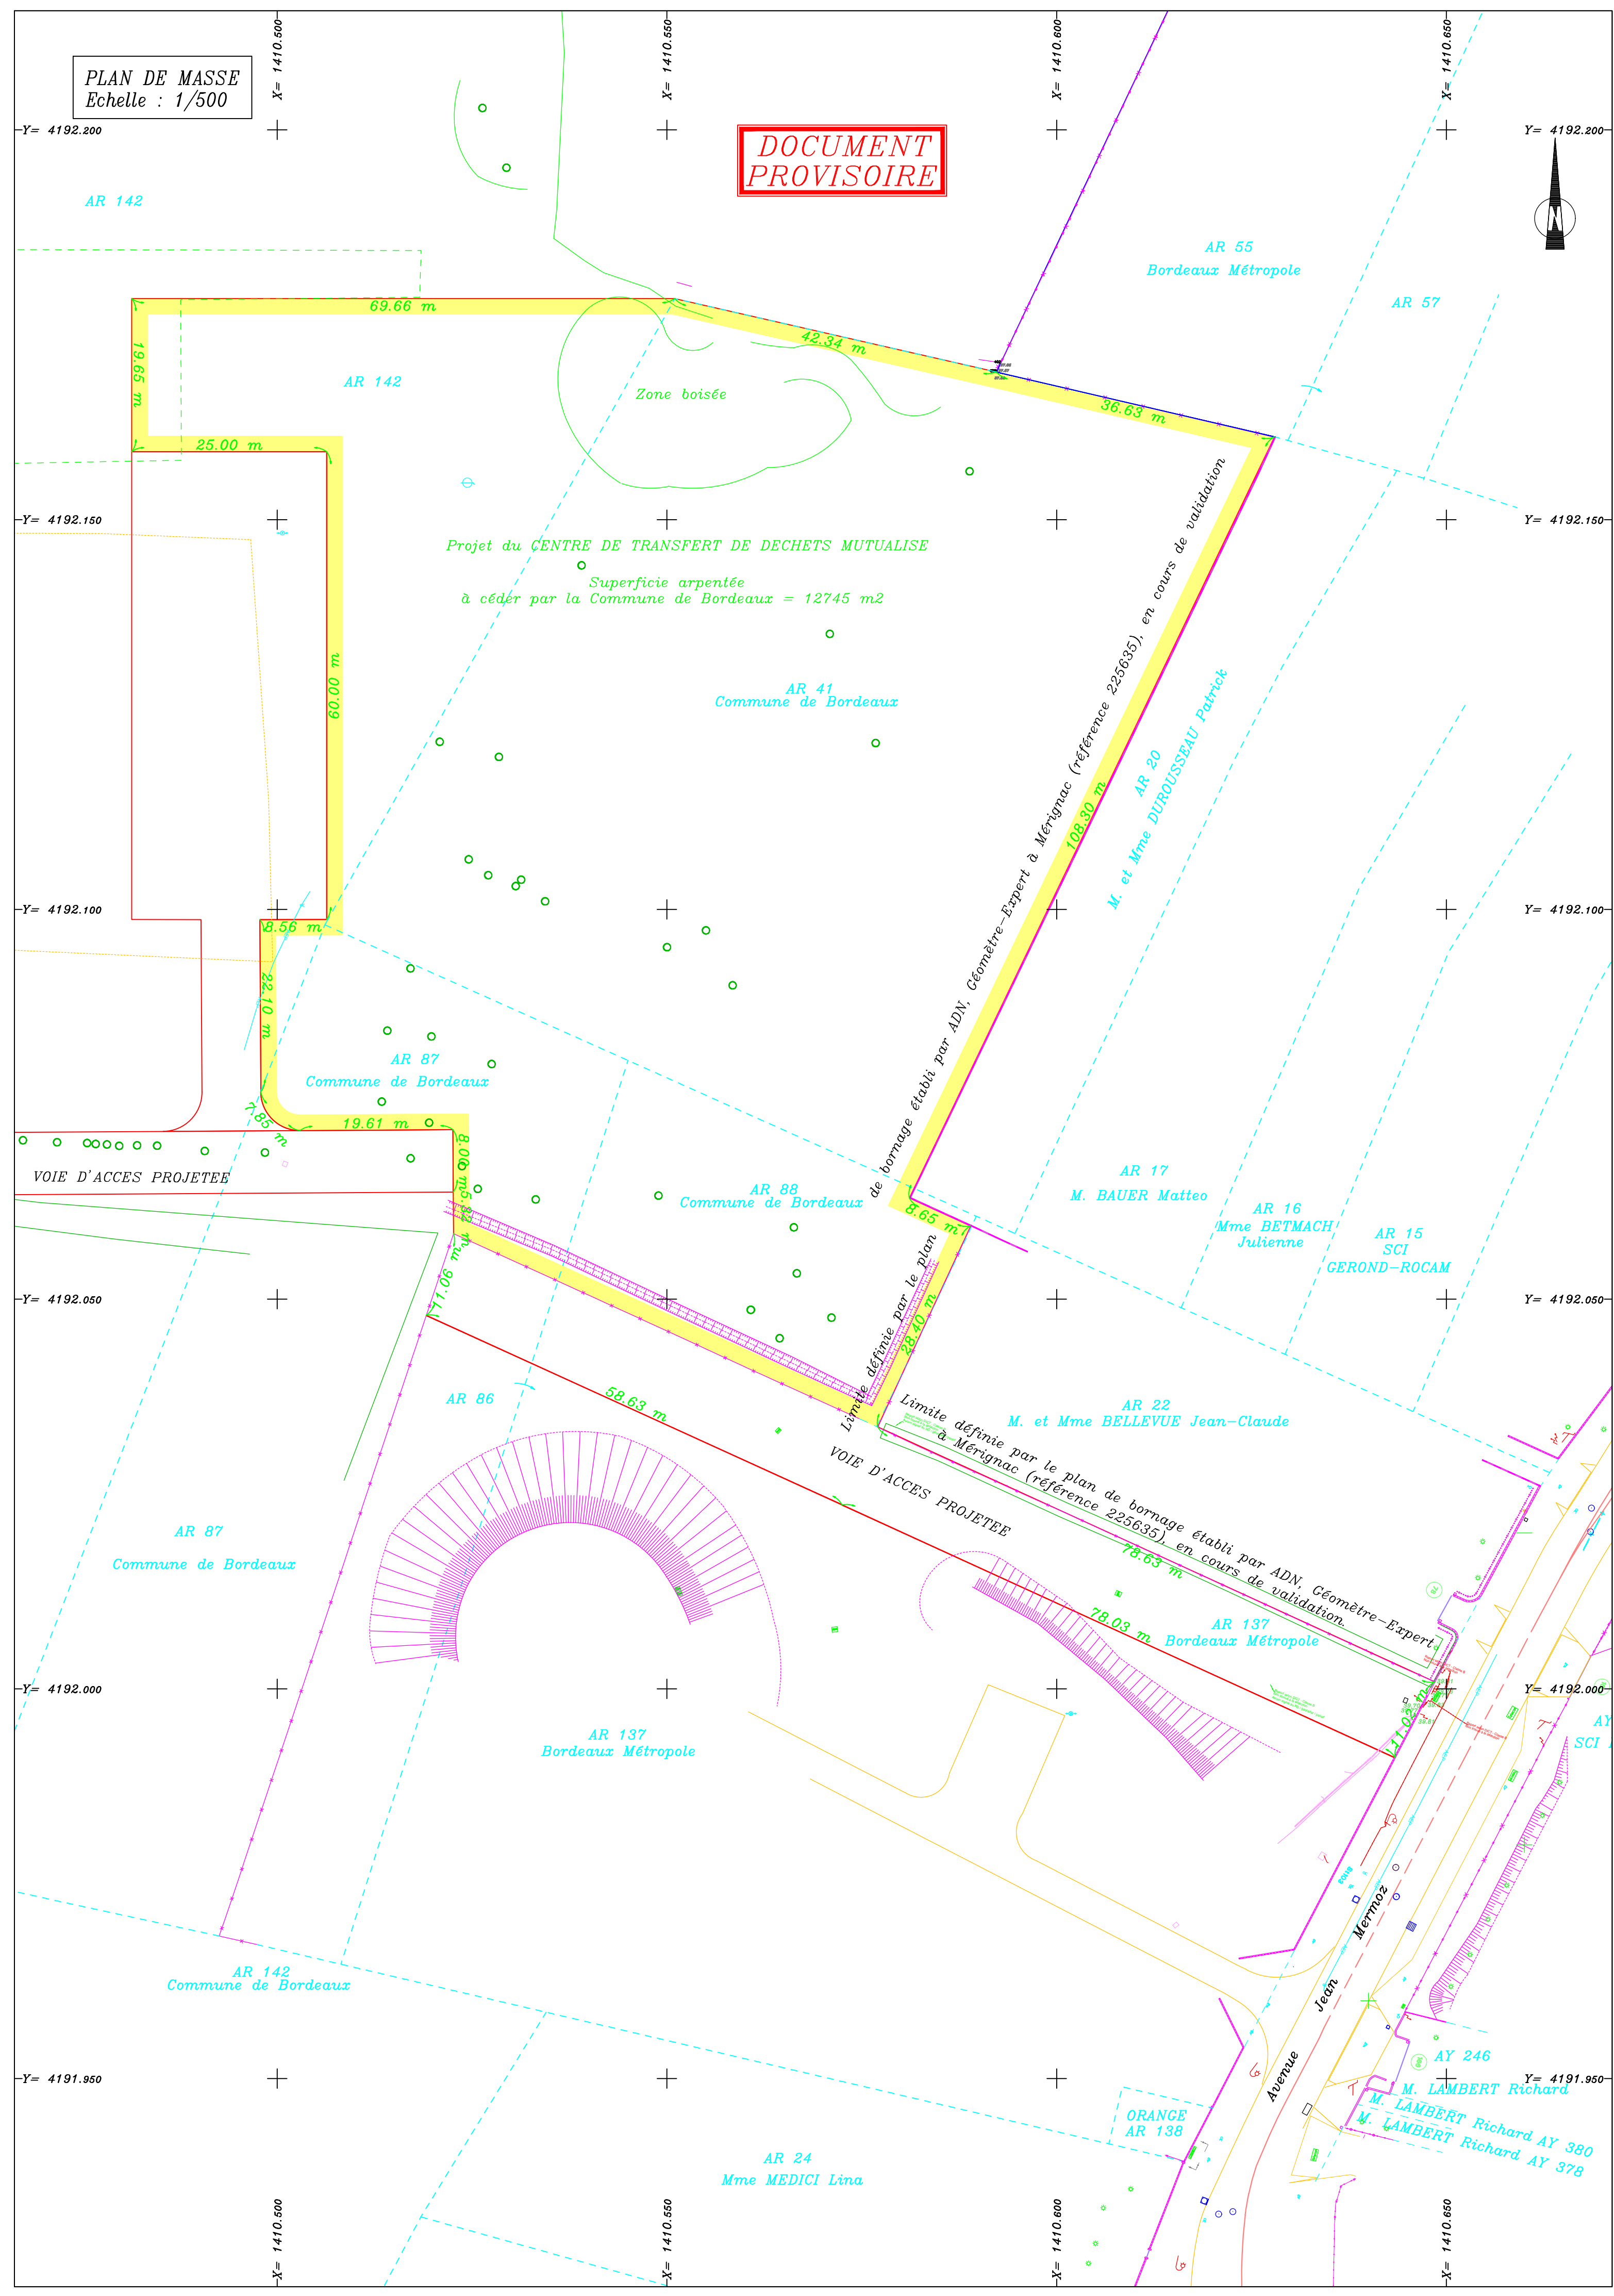 X= 1410.500
X= 1410.550
X= 1410.600
X= 1410.650
PLAN DE MASSE
Echelle : 1/500
Y= 4192.200
Y= 4192.200
DOCUMENT
PROVISOIRE
N
AR 142
AR 55
Bordeaux Métropole
AR 57
69.66 m
42.34 m
36.63 m
19.65 m
AR 142
Zone boisée
25.00 m
Y= 4192.150
Y= 4192.150
Projet du CENTRE DE TRANSFERT DE DECHETS MUTUALISE
Superficie arpentée
à céder par la Commune de Bordeaux = 12745 m2
60.00 m
AR 41
Commune de Bordeaux
Limite définie par le plan
de bornage établi par ADN, Géomètre-Expert à Mérignac (référence 225635), en cours de validation
108.30 m
AR 20
M. et Mme DUROUSSEAU Patrick
Y= 4192.100
Y= 4192.100
8.56 m
22.10 m
AR 87
Commune de Bordeaux
7.85 m
19.61 m
8.00 m
5.82 m
VOIE D'ACCES PROJETEE
AR 88
Commune de Bordeaux
AR 17
M. BAUER Matteo
AR 16
Mme BETMACH
Julienne
AR 15
SCI
GEROND-ROCAM
8.65 m
28.40 m
11.06 m
Y= 4192.050
Y= 4192.050
AR 86
58.63 m
AR 22
M. et Mme BELLEVUE Jean-Claude
Limite définie par le plan de bornage établi par ADN, Géomètre-Expert
à Mérignac (référence 225635), en cours de validation.
VOIE D'ACCES PROJETEE
78.63 m
AR 87
Commune de Bordeaux
78.03 m
AR 137
Bordeaux Métropole
11.02 m
Y= 4192.000
Y= 4192.000
AR 137
Bordeaux Métropole
AY
SCI
AR 142
Commune de Bordeaux
Avenue Jean Mermoz
Y= 4191.950
Y= 4191.950
AY 246
M. LAMBERT Richard
M. LAMBERT Richard AY 380
M. LAMBERT Richard AY 378
ORANGE
AR 138
AR 24
Mme MEDICI Lina
X= 1410.500
X= 1410.550
X= 1410.600
X= 1410.650